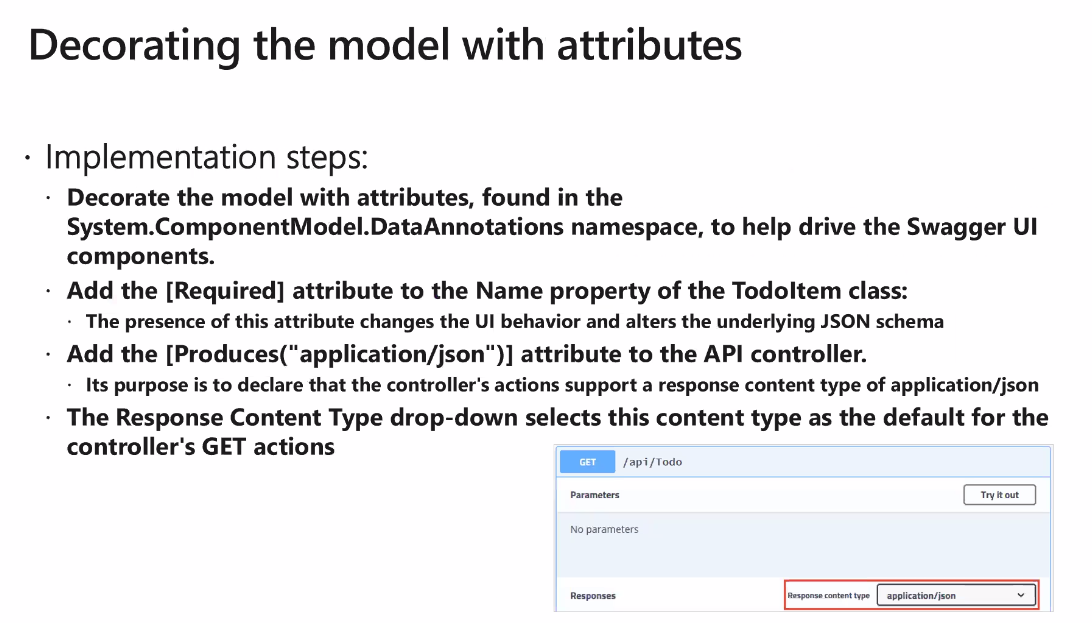 Decorating the model with attributes
· Implementation steps:
· Decorate the model with attributes, found in the
System.ComponentModel.DataAnnotations namespace, to help drive the Swagger UI
components.
· Add the [Required] attribute to the Name property of the TodoItem class:
· The presence of this attribute changes the UI behavior and alters the underlying JSON schema
· Add the [Produces("application/json")] attribute to the API controller.
· Its purpose is to declare that the controller's actions support a response content type of application/json
· The Response Content Type drop-down selects this content type as the default for the
controller's GET actions
GET /api/Todo
Parameters Try it out
No parameters
Responses Response content type application/json